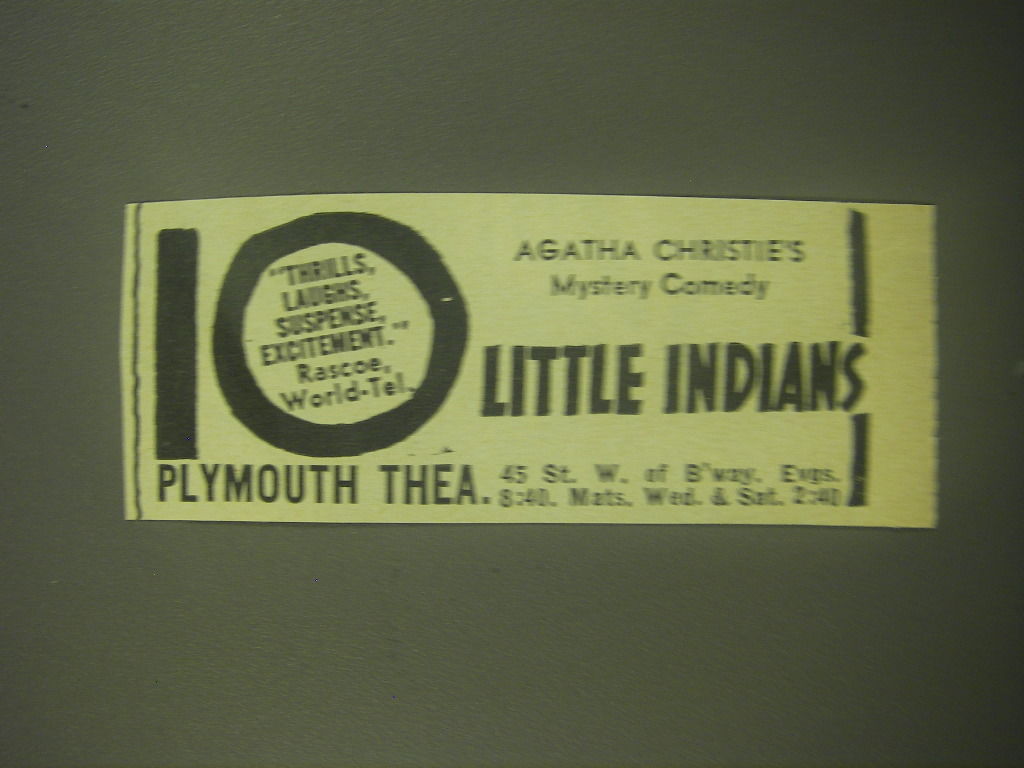 10
"THRILLS,
LAUGHS,
SUSPENSE,
EXCITEMENT."
Rascoe,
World-Tel.
AGATHA CHRISTIE'S
Mystery Comedy
LITTLE INDIANS
PLYMOUTH THEA.
45 St. W. of B'way. Evgs.
8:40. Mats. Wed. & Sat. 2:40